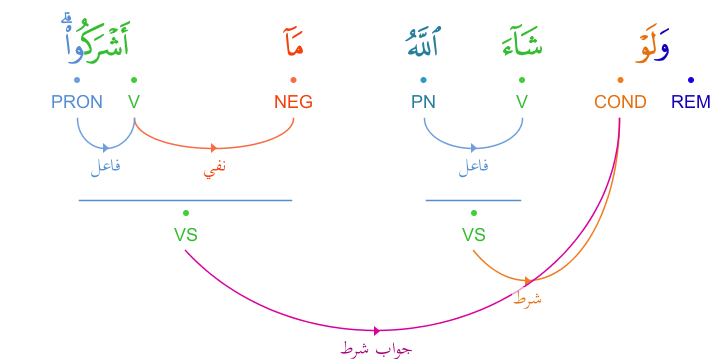 وَلَوْ شَآءَ ٱللَّهُ مَآ أَشْرَكُوا۟ ۗ
REM COND V PN NEG V PRON
فاعل نفي فاعل
VS VS
شرط
جواب شرط